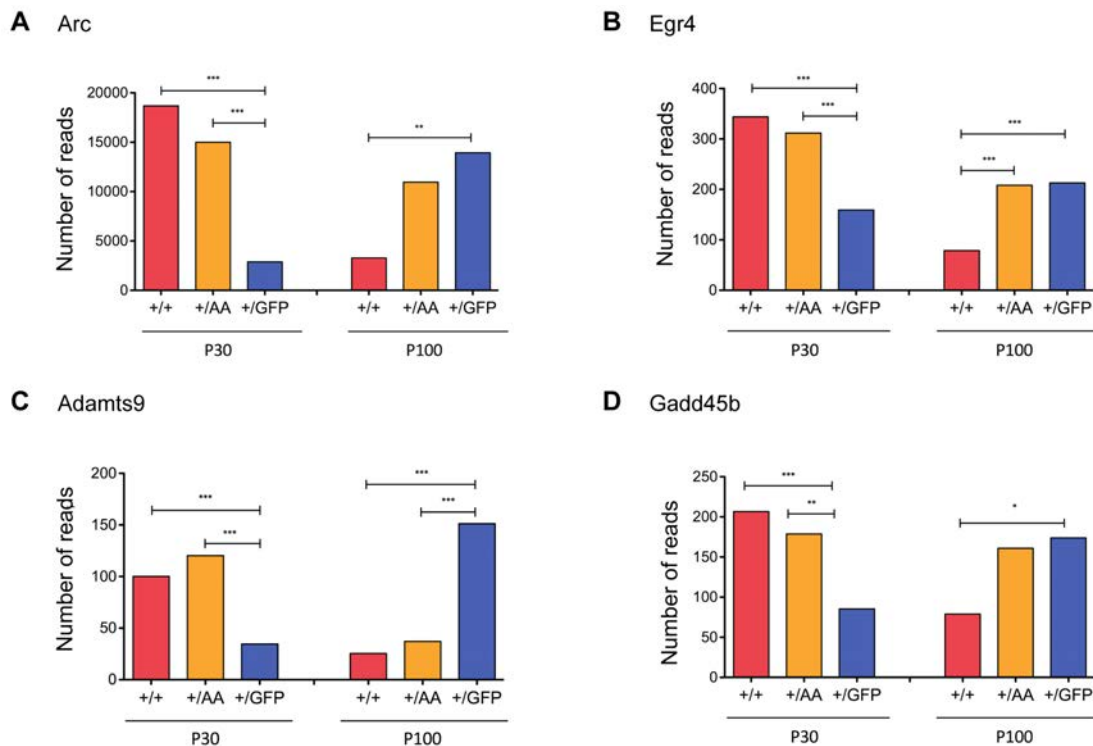 A Arc
***
***
**
Number of reads
20000
15000
10000
5000
0
+/+ +/AA +/GFP +/+ +/AA +/GFP
P30 P100
B Egr4
***
***
***
***
Number of reads
400
300
200
100
0
+/+ +/AA +/GFP +/+ +/AA +/GFP
P30 P100
C Adamts9
***
***
***
***
Number of reads
200
150
100
50
0
+/+ +/AA +/GFP +/+ +/AA +/GFP
P30 P100
D Gadd45b
***
**
*
Number of reads
250
200
150
100
50
0
+/+ +/AA +/GFP +/+ +/AA +/GFP
P30 P100